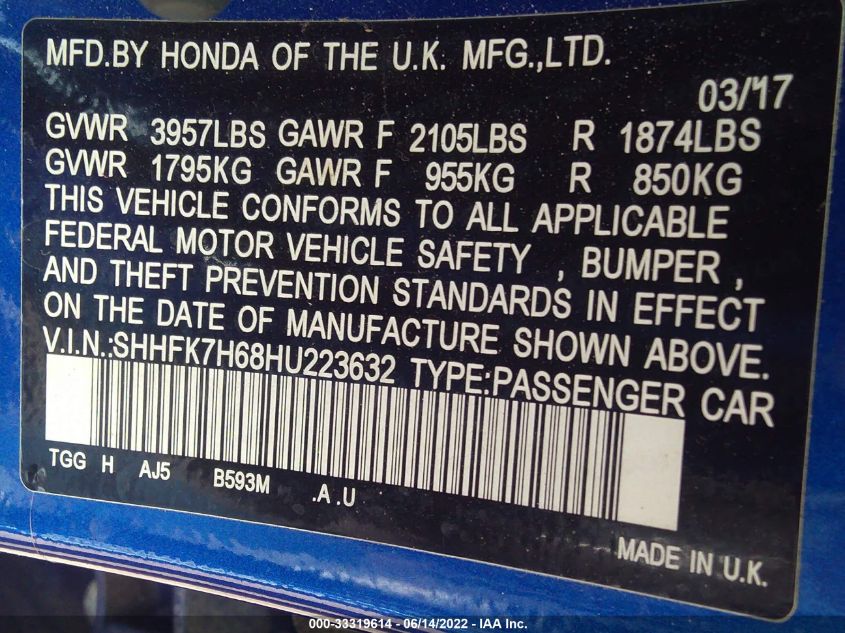 MFD.BY HONDA OF THE U.K. MFG.,LTD.
03/'17
GVWR 3957LBS GAWR F 2105LBS R 1874LBS
GVWR 1795KG GAWR F 955KG R 850KG
THIS VEHICLE CONFORMS TO ALL APPLICABLE
FEDERAL MOTOR VEHICLE SAFETY , BUMPER ,
AND THEFT PREVENTION STANDARDS IN EFFECT
ON THE DATE OF MANUFACTURE SHOWN ABOVE.
V.I.N.:SHHFK7H68HU223632 TYPE:PASSENGER CAR
TGG H AJ5 B593M .A .U
MADE IN U.K.
000-33319614 - 06/14/2022 - IAA Inc.